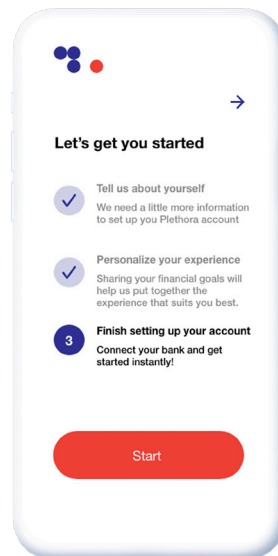 Let's get you started
Tell us about yourself
We need a little more information
to set up you Plethora account
Personalize your experience
Sharing your financial goals will
help us put together the
experience that suits you best.
3
Finish setting up your account
Connect your bank and get
started instantly!
Start